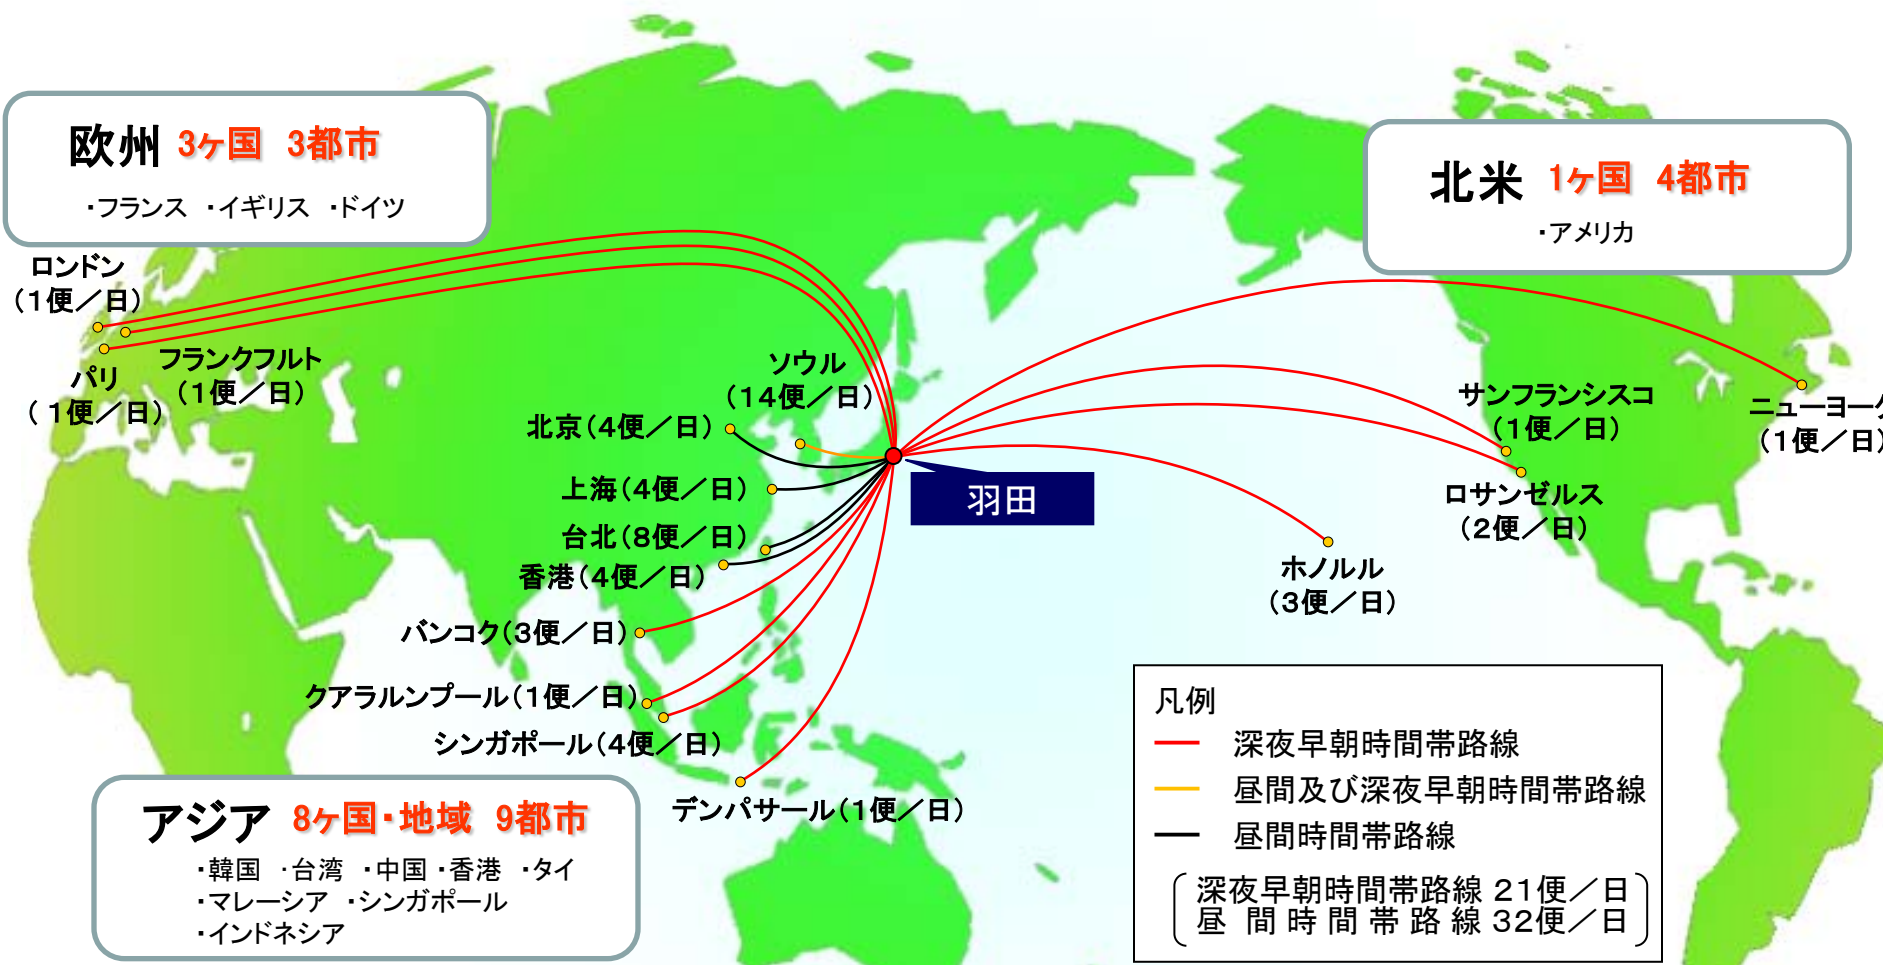 欧州 3ヶ国 3都市
・フランス ・イギリス ・ドイツ
北米 1ヶ国 4都市
・アメリカ
ロンドン
(1便／日)
フランクフルト
(1便／日)
パリ
(1便／日)
ソウル
(14便／日)
北京(4便／日)
上海(4便／日)
台北(8便／日)
香港(4便／日)
バンコク(3便／日)
クアラルンプール(1便／日)
シンガポール(4便／日)
デンパサール(1便／日)
羽田
サンフランシスコ
(1便／日)
ニューヨーク
(1便／日)
ロサンゼルス
(2便／日)
ホノルル
(3便／日)
アジア 8ヶ国・地域 9都市
・韓国 ・台湾 ・中国 ・香港 ・タイ
・マレーシア ・シンガポール
・インドネシア
凡例
深夜早朝時間帯路線
昼間及び深夜早朝時間帯路線
昼間時間帯路線
深夜早朝時間帯路線 21便／日
昼間時間帯路線 32便／日